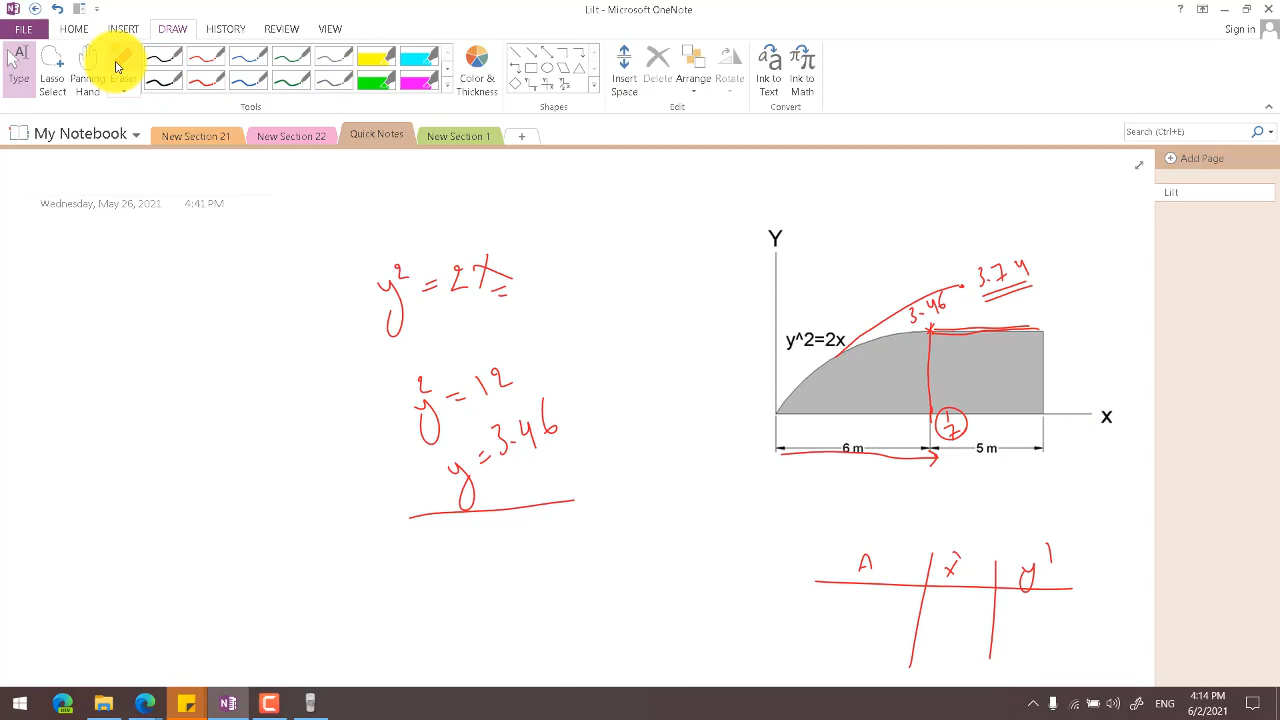 Lilt - Microsoft OneNote
Sign in
FILE HOME INSERT DRAW HISTORY REVIEW VIEW
Type
Lasso Select
Panning Hand
Eraser
Color & Thickness
Insert Space
Delete
Arrange
Rotate
Ink to Text
Ink to Math
Tools
Shapes
Edit
Convert
My Notebook
New Section 21
New Section 22
Quick Notes
New Section 1
Search (Ctrl+E)
Add Page
Lilt
Wednesday, May 26, 2021 4:41 PM
y² = 2x
y² = 12
y = 3.46
Y
3.74
3.46
y^2=2x
x
7
6 m
5 m
A x' y'
UIV
ENG
4:14 PM
6/2/2021